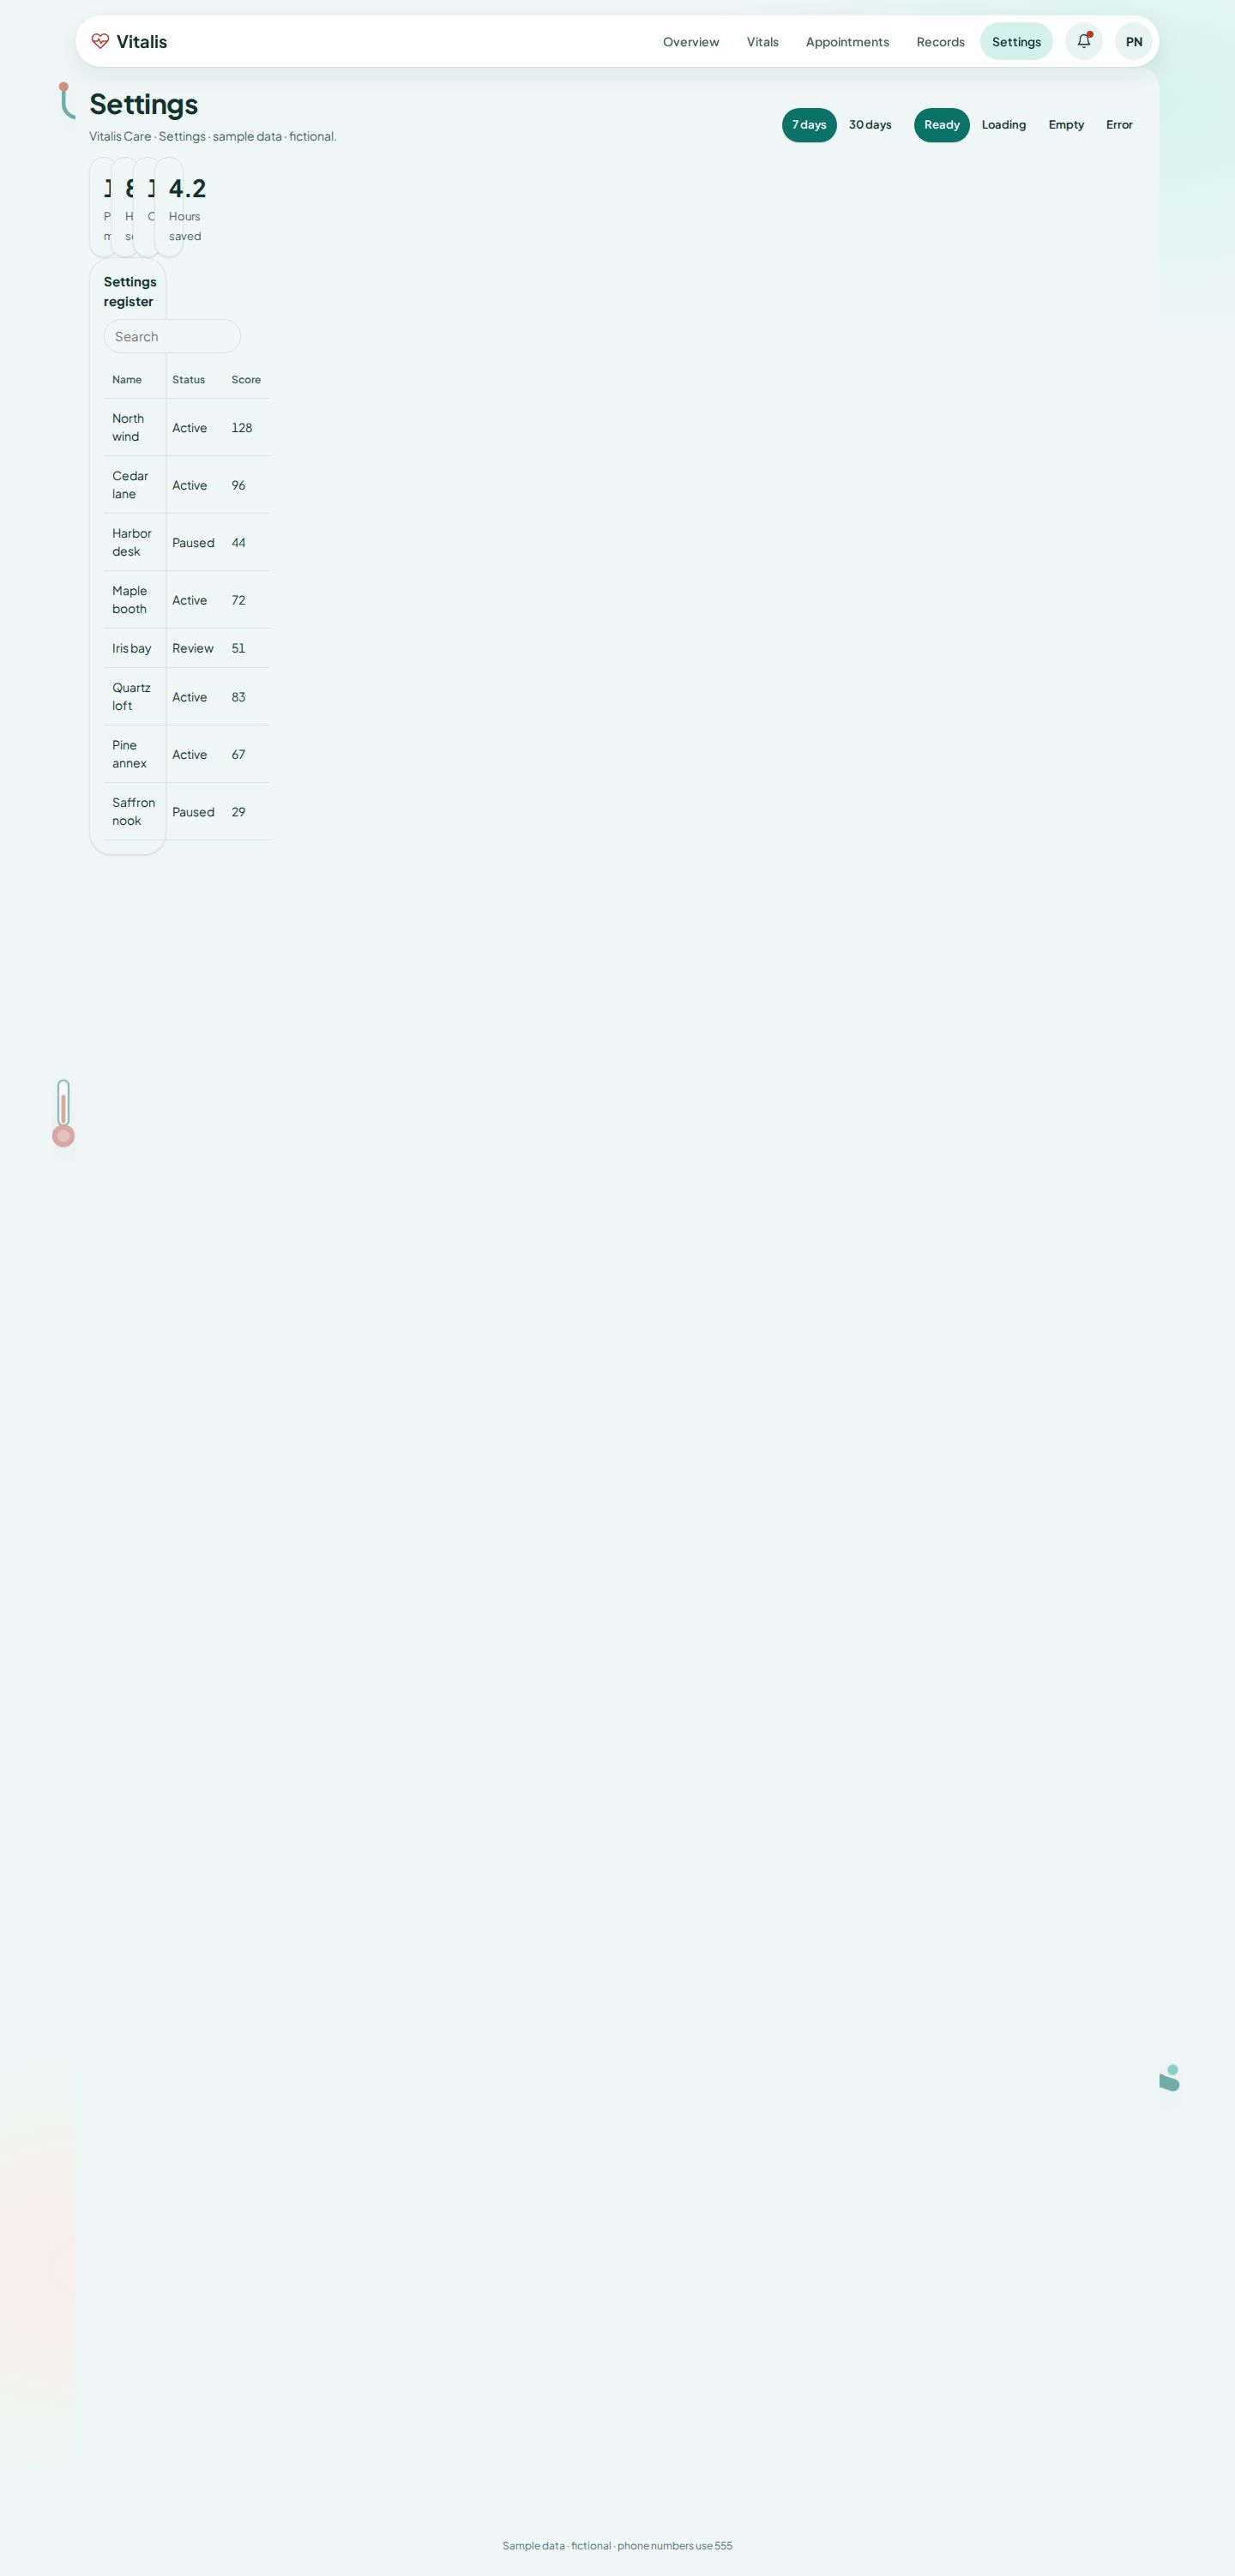 Vitalis
Overview
Vitals
Appointments
Records
Settings
PN
Settings
Vitalis Care · Settings · sample data · fictional.
7 days
30 days
Ready
Loading
Empty
Error
4.2
Hours
saved
Settings
register
Search
Name Status Score
North
wind
Active 128
Cedar
lane
Active 96
Harbor
desk
Paused 44
Maple
booth
Active 72
Iris bay Review 51
Quartz
loft
Active 83
Pine
annex
Active 67
Saffron
nook
Paused 29
Sample data · fictional · phone numbers use 555